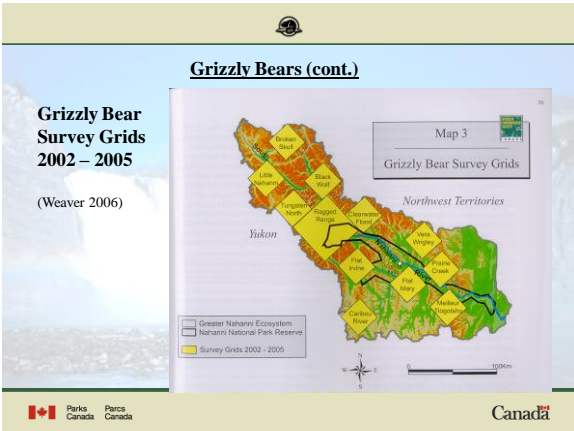 Grizzly Bears (cont.)
Grizzly Bear
Survey Grids
2002 – 2005
(Weaver 2006)
Map 3
Grizzly Bear Survey Grids
Broken
Skull
Little
Nahanni
Black
Wolf
Tungsten
North
Ragged
Range
Clearwater
Flood
Northwest Territories
Yukon
Vera
Wrigley
Flat
Irvine
Prairie
Creek
River
Flat
Mary
Meilleur
Tlogotsho
Caribou
River
Greater Nahanni Ecosystem
Nahanni National Park Reserve
Survey Grids 2002 - 2005
N
W
E
S
0
100Km
Parks
Canada
Parcs
Canada
Canada